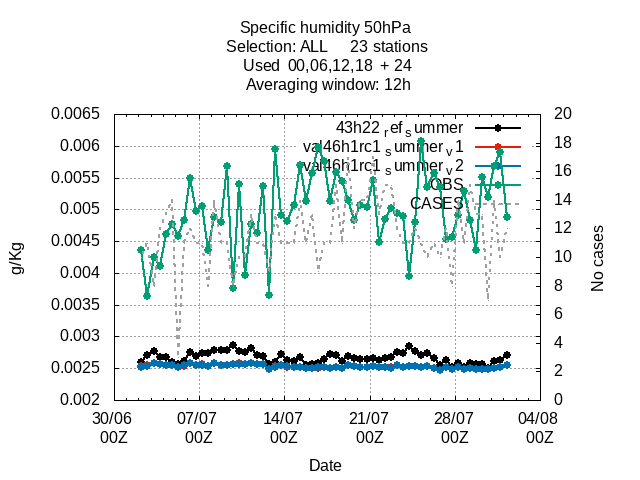 Specific humidity 50hPa
Selection: ALL 23 stations
Used 00,06,12,18 + 24
Averaging window: 12h
43h22_ref_summer
val46h1rc1_summer_v1
val46h1rc1_summer_v2
OBS
CASES
0.0065
0.006
0.0055
0.005
0.0045
0.004
0.0035
0.003
0.0025
0.002
20
18
16
14
12
10
8
6
4
2
0
g/Kg
No cases
30/06 07/07 14/07 21/07 28/07 04/08
00Z 00Z 00Z 00Z 00Z 00Z
Date